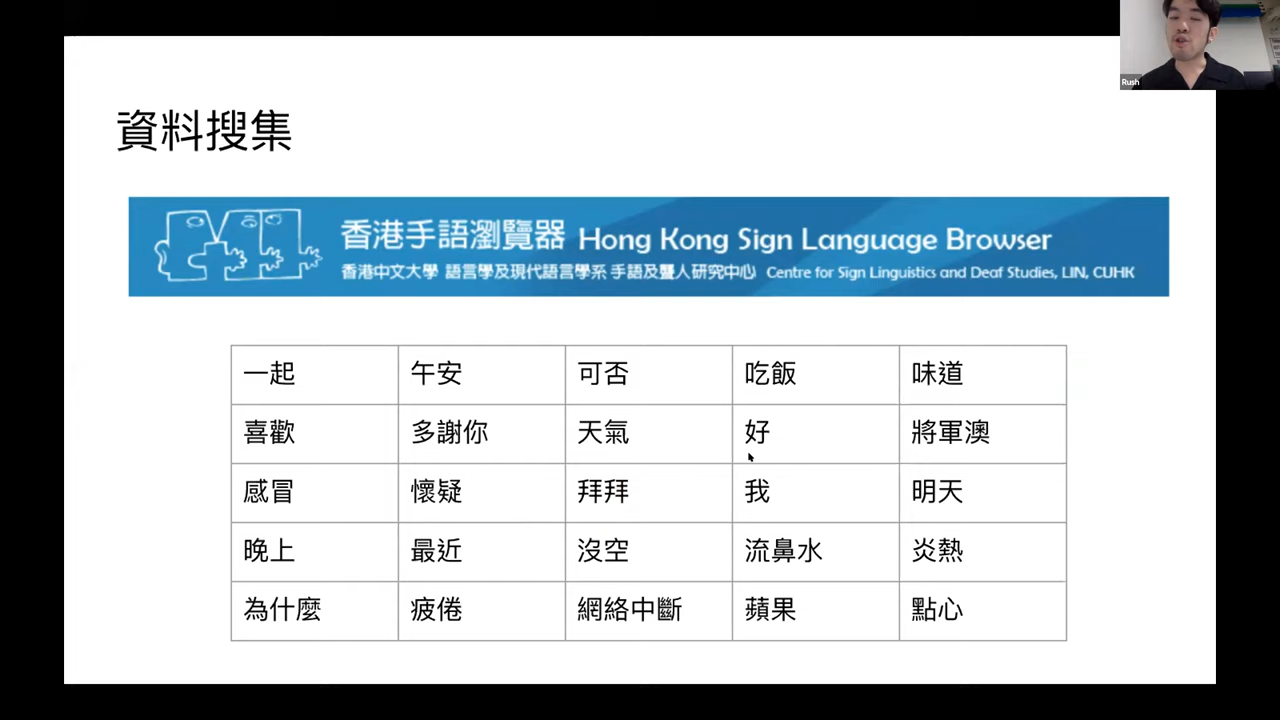 Rush
資料搜集
香港手語瀏覽器 Hong Kong Sign Language Browser
香港中文大學 語言學及現代語言學系 手語及聾人研究中心 Centre for Sign Linguistics and Deaf Studies, LIN, CUHK
一起 午安 可否 吃飯 味道
喜歡 多謝你 天氣 好 將軍澳
感冒 懷疑 拜拜 我 明天
晚上 最近 沒空 流鼻水 炎熱
為什麼 疲倦 網絡中斷 蘋果 點心